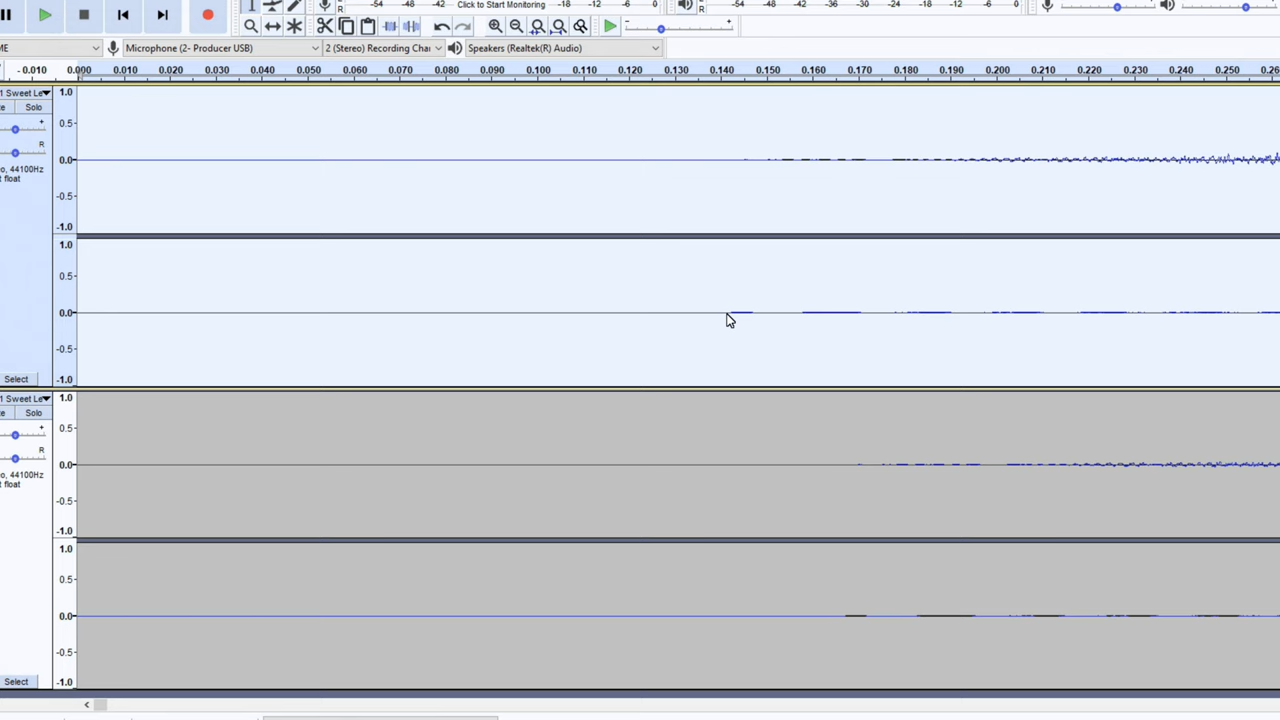 -54 -48 -42 Click to Start Monitoring -18 -12 -6 0 R -54 -48 -42 -36 -30 -24 -18 -12 -6 0
R
- + - +
ME Microphone (2- Producer USB) 2 (Stereo) Recording Chai Speakers (Realtek(R) Audio)
-0.010 0.000 0.010 0.020 0.030 0.040 0.050 0.060 0.070 0.080 0.090 0.100 0.110 0.120 0.130 0.140 0.150 0.160 0.170 0.180 0.190 0.200 0.210 0.220 0.230 0.240 0.250 0.26
1 Sweet Le 1.0
te Solo
+ 0.5
R 0.0
o, 44100Hz
t float
-0.5
-1.0
1.0
0.5
0.0
-0.5
Select -1.0
1 Sweet Le 1.0
te Solo
+ 0.5
R 0.0
o, 44100Hz
t float
-0.5
-1.0
1.0
0.5
0.0
-0.5
Select -1.0